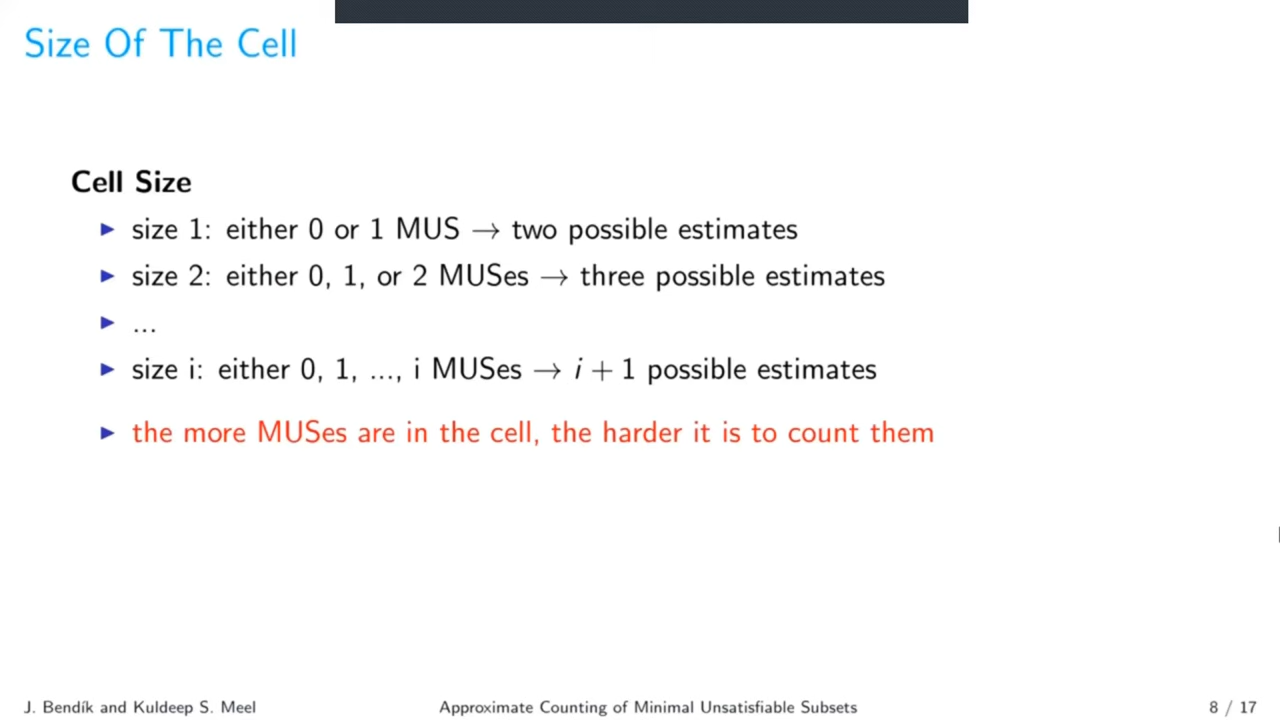 Size Of The Cell
Cell Size
▶ size 1: either 0 or 1 MUS → two possible estimates
▶ size 2: either 0, 1, or 2 MUSes → three possible estimates
▶ ...
▶ size i: either 0, 1, ..., i MUSes → i + 1 possible estimates
▶ the more MUSes are in the cell, the harder it is to count them
J. Bendík and Kuldeep S. Meel Approximate Counting of Minimal Unsatisfiable Subsets 8 / 17